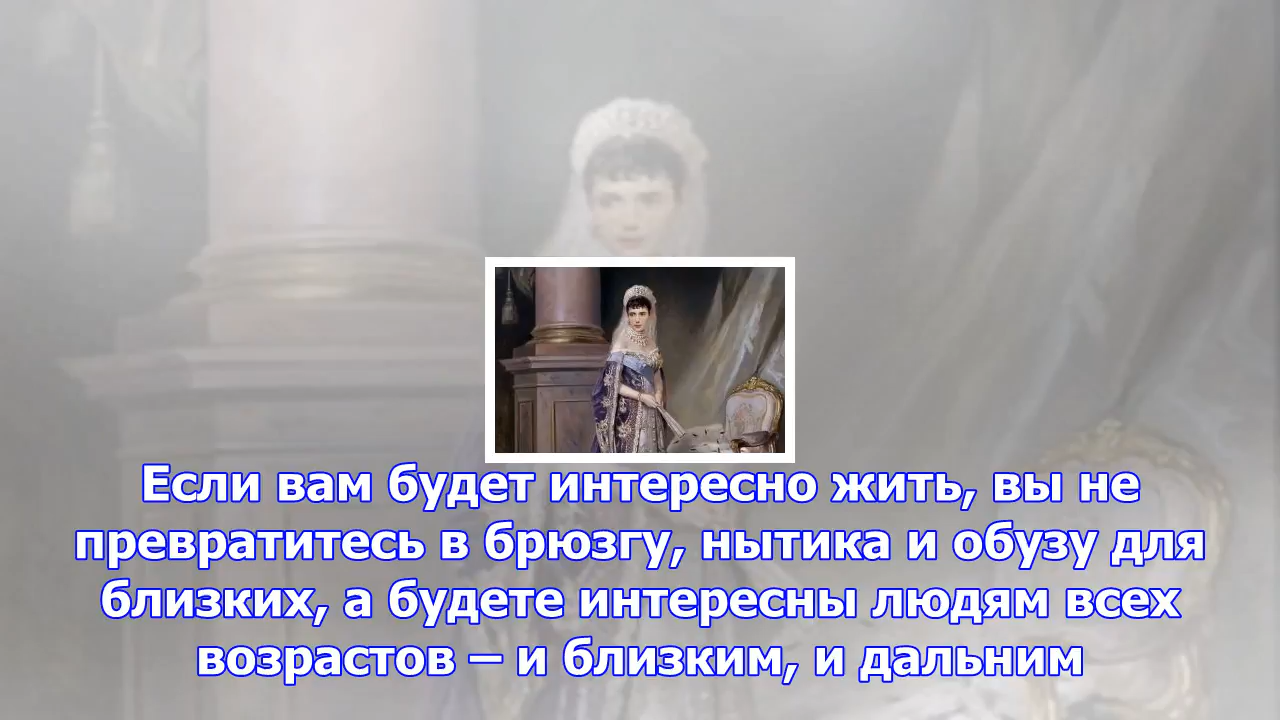 Если вам будет интересно жить, вы не
превратитесь в брюзгу, нытика и обузу для
близких, а будете интересны людям всех
возрастов – и близким, и дальним